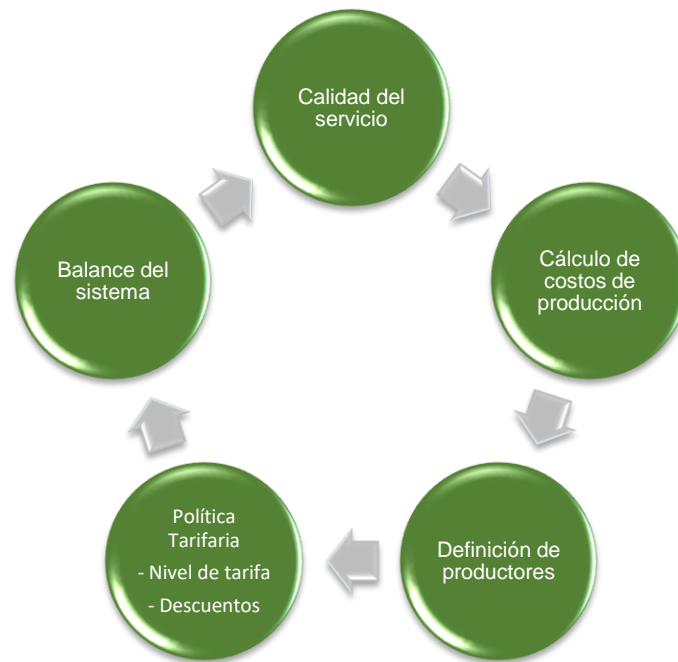 Calidad del
servicio
Cálculo de
costos de
producción
Definición de
productores
Política
Tarifaria
- Nivel de tarifa
- Descuentos
Balance del
sistema